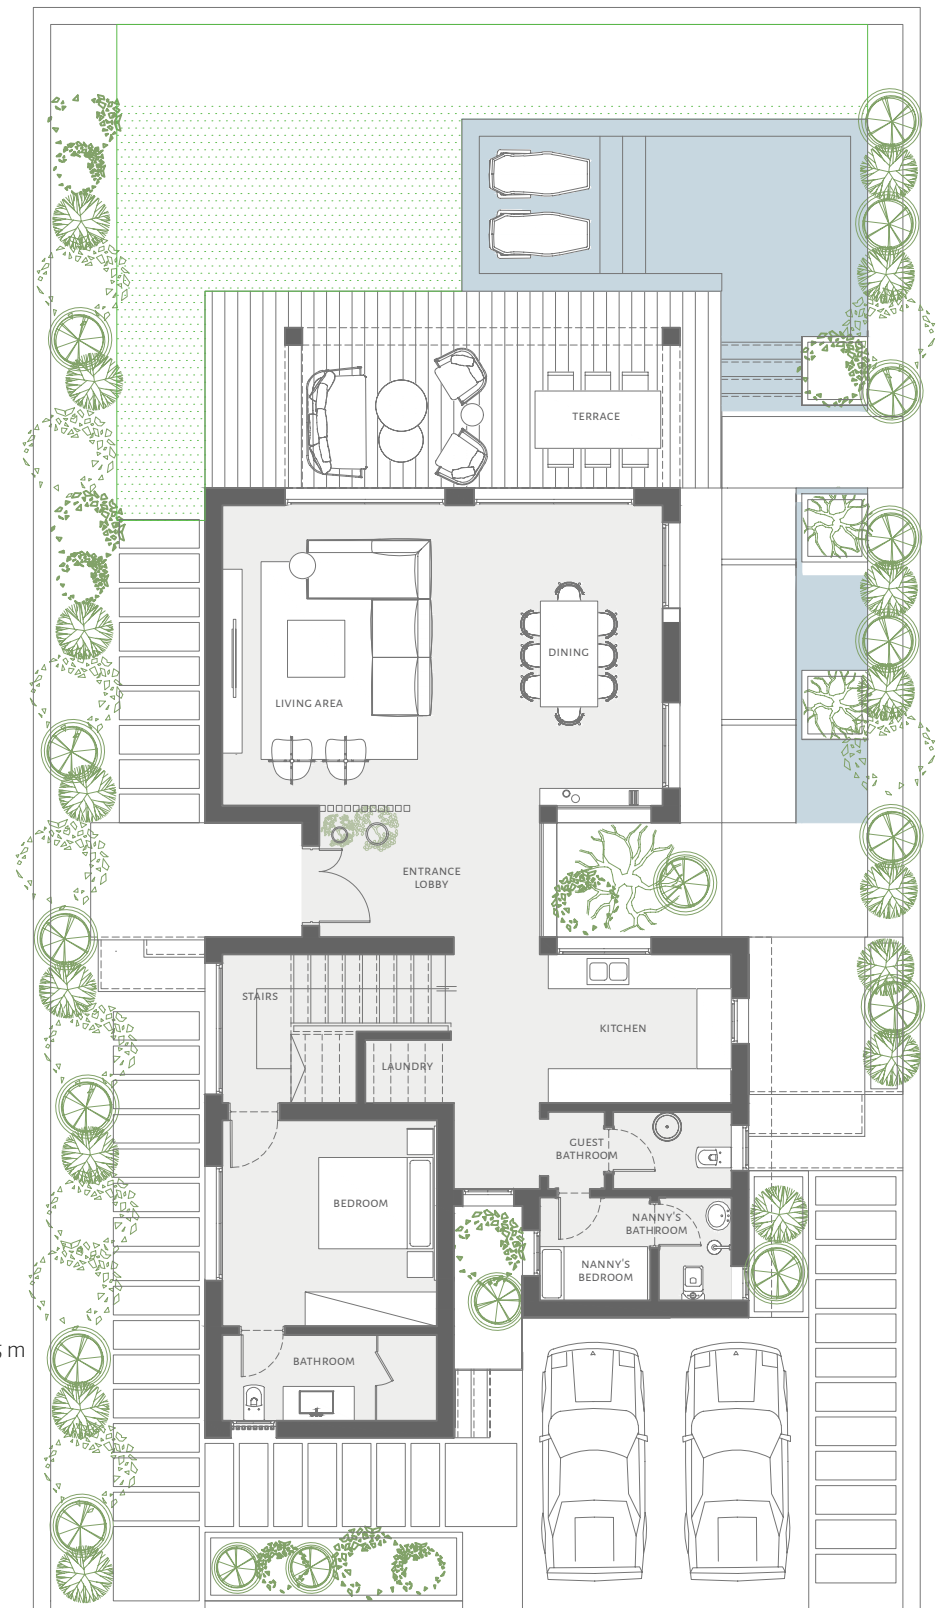 TERRACE
DINING
LIVING AREA
ENTRANCE
LOBBY
STAIRS
KITCHEN
LAUNDRY
GUEST
BATHROOM
BEDROOM
NANNY'S
BATHROOM
NANNY'S
BEDROOM
m
BATHROOM